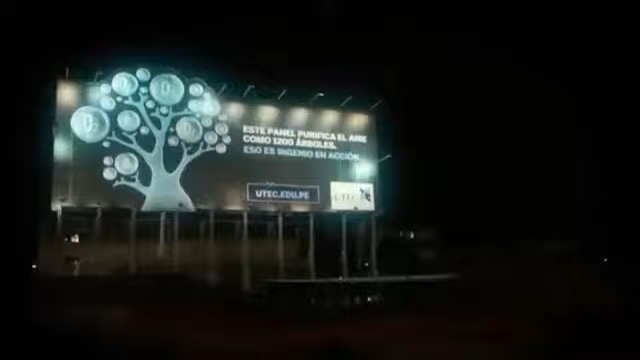 ESTE PANEL PURIFICA EL AIRE
COMO 1200 ÁRBOLES.
ESO ES INGENIO EN ACCIÓN.
UTEC.EDU.PE